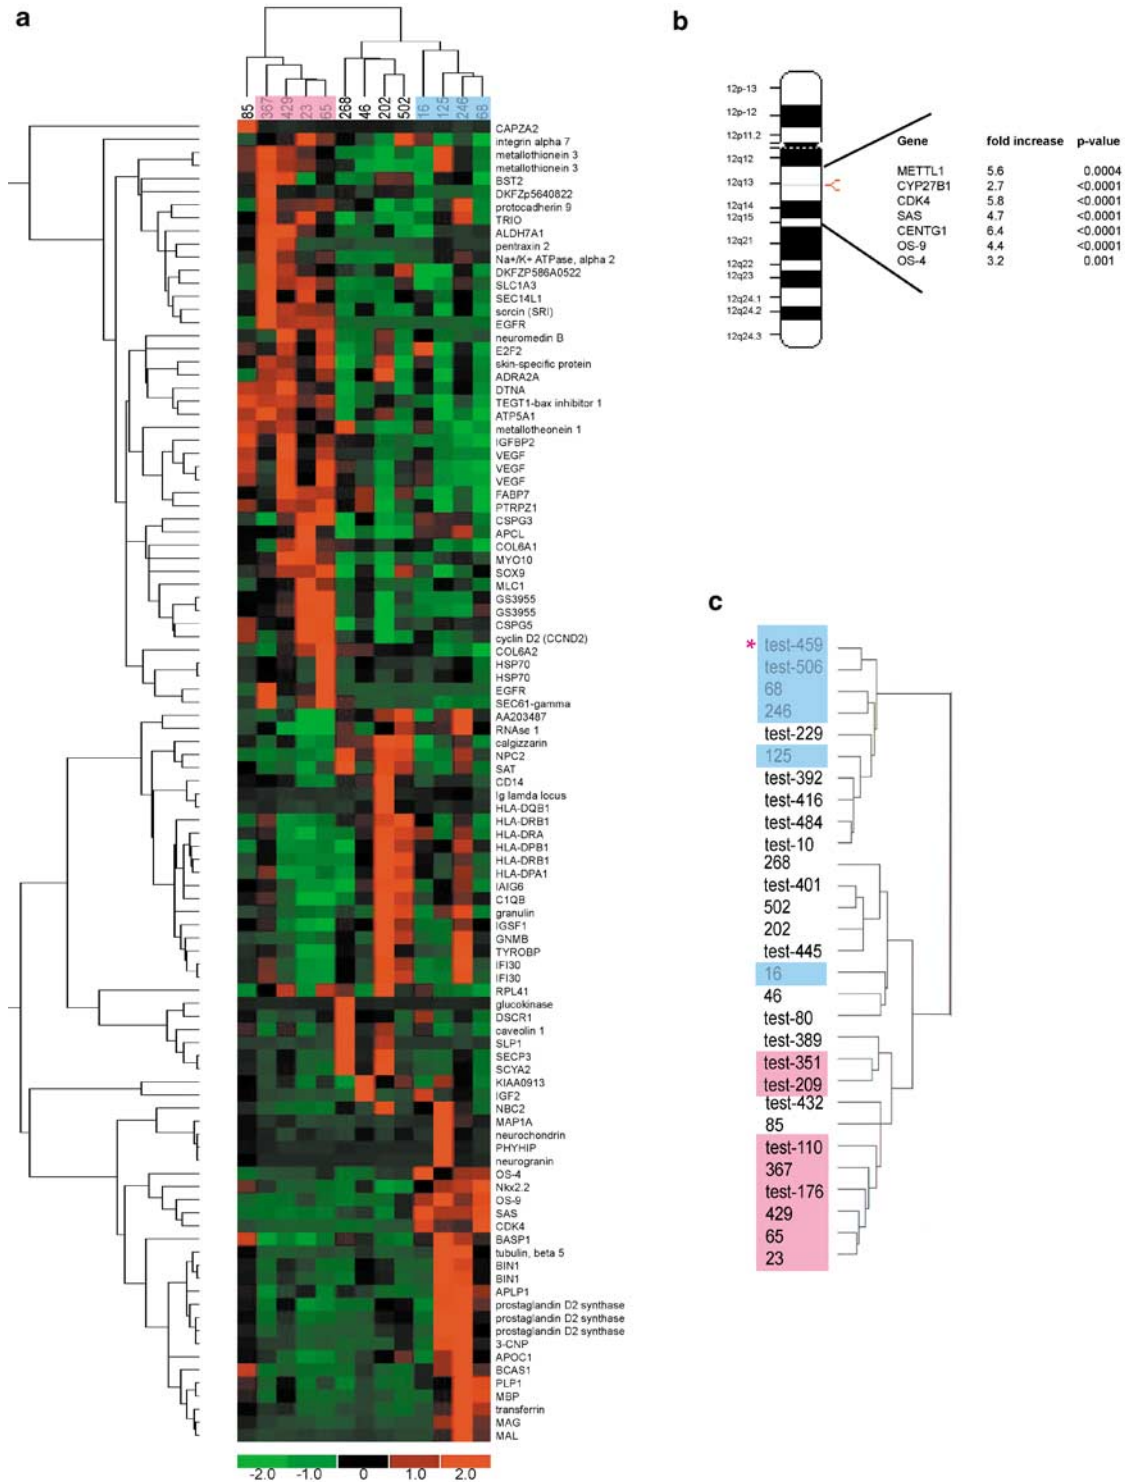 a
85 367 429 23 65 268 46 202 502 16 125 246 68
CAPZA2
integrin alpha 7
metallothionein 3
metallothionein 3
BST2
DKFZp5640822
protocadherin 9
TRIO
ALDH7A1
pentraxin 2
Na+/K+ ATPase, alpha 2
DKFZP586A0522
SLC1A3
SEC14L1
sorcin (SRI)
EGFR
neuromedin B
E2F2
skin-specific protein
ADRA2A
DTNA
TEGT1-bax inhibitor 1
ATP5A1
metallotheonein 1
IGFBP2
VEGF
VEGF
VEGF
FABP7
PTRPZ1
CSPG3
APCL
COL6A1
MYO10
SOX9
MLC1
GS3955
GS3955
CSPG5
cyclin D2 (CCND2)
COL6A2
HSP70
HSP70
EGFR
SEC61-gamma
AA203487
RNAse 1
calgizzarin
NPC2
SAT
CD14
Ig lamda locus
HLA-DQB1
HLA-DRB1
HLA-DRA
HLA-DPB1
HLA-DRB1
HLA-DPA1
IAIG6
C1QB
granulin
IGSF1
GNMB
TYROBP
IFI30
IFI30
RPL41
glucokinase
DSCR1
caveolin 1
SLP1
SECP3
SCYA2
KIAA0913
IGF2
NBC2
MAP1A
neurochondrin
PHYHIP
neurogranin
OS-4
Nkx2.2
OS-9
SAS
CDK4
BASP1
tubulin, beta 5
BIN1
BIN1
APLP1
prostaglandin D2 synthase
prostaglandin D2 synthase
prostaglandin D2 synthase
3-CNP
APOC1
BCAS1
PLP1
MBP
transferrin
MAG
MAL
-2.0 -1.0 0 1.0 2.0
b
12p-13
12p-12
12p11.2
12q12
12q13
12q14
12q15
12q21
12q22
12q23
12q24.1
12q24.2
12q24.3
Gene fold increase p-value
METTL1 5.6 0.0004
CYP27B1 2.7 <0.0001
CDK4 5.8 <0.0001
SAS 4.7 <0.0001
CENTG1 6.4 <0.0001
OS-9 4.4 <0.0001
OS-4 3.2 0.001
c
* test-459
test-506
68
246
test-229
125
test-392
test-416
test-484
test-10
268
test-401
502
202
test-445
16
46
test-80
test-389
test-351
test-209
test-432
85
test-110
367
test-176
429
65
23